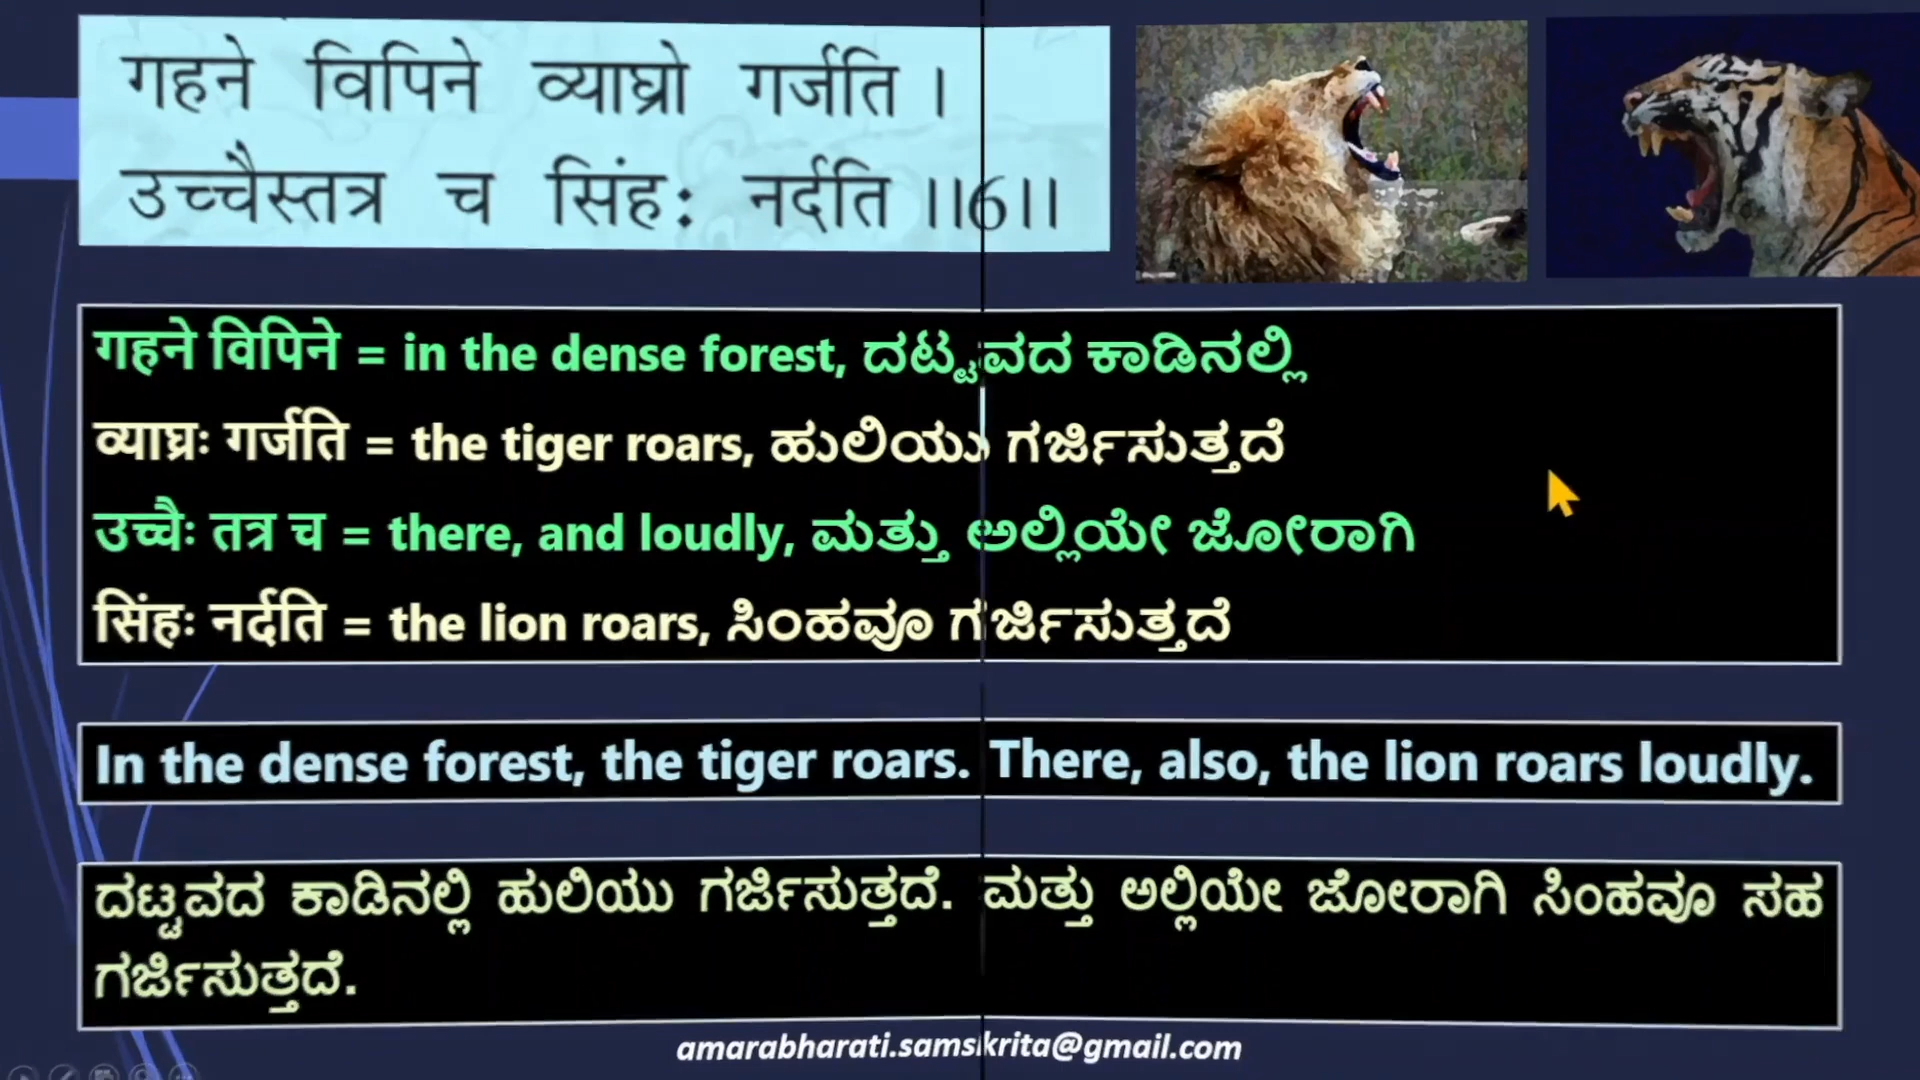 गहने विपिने व्याघ्रो गर्जति ।
उच्चैस्तत्र च सिंहः नर्दति ।।6।।
गहने विपिने = in the dense forest, ದಟ್ಟವದ ಕಾಡಿನಲ್ಲಿ
व्याघ्रः गर्जति = the tiger roars, ಹುಲಿಯು ಗರ್ಜಿಸುತ್ತದೆ
उच्चैः तत्र च = there, and loudly, ಮತ್ತು ಅಲ್ಲಿಯೇ ಜೋರಾಗಿ
सिंहः नर्दति = the lion roars, ಸಿಂಹವೂ ಗರ್ಜಿಸುತ್ತದೆ
In the dense forest, the tiger roars. There, also, the lion roars loudly.
ದಟ್ಟವದ ಕಾಡಿನಲ್ಲಿ ಹುಲಿಯು ಗರ್ಜಿಸುತ್ತದೆ. ಮತ್ತು ಅಲ್ಲಿಯೇ ಜೋರಾಗಿ ಸಿಂಹವೂ ಸಹ
ಗರ್ಜಿಸುತ್ತದೆ.
amarabharati.samskrita@gmail.com